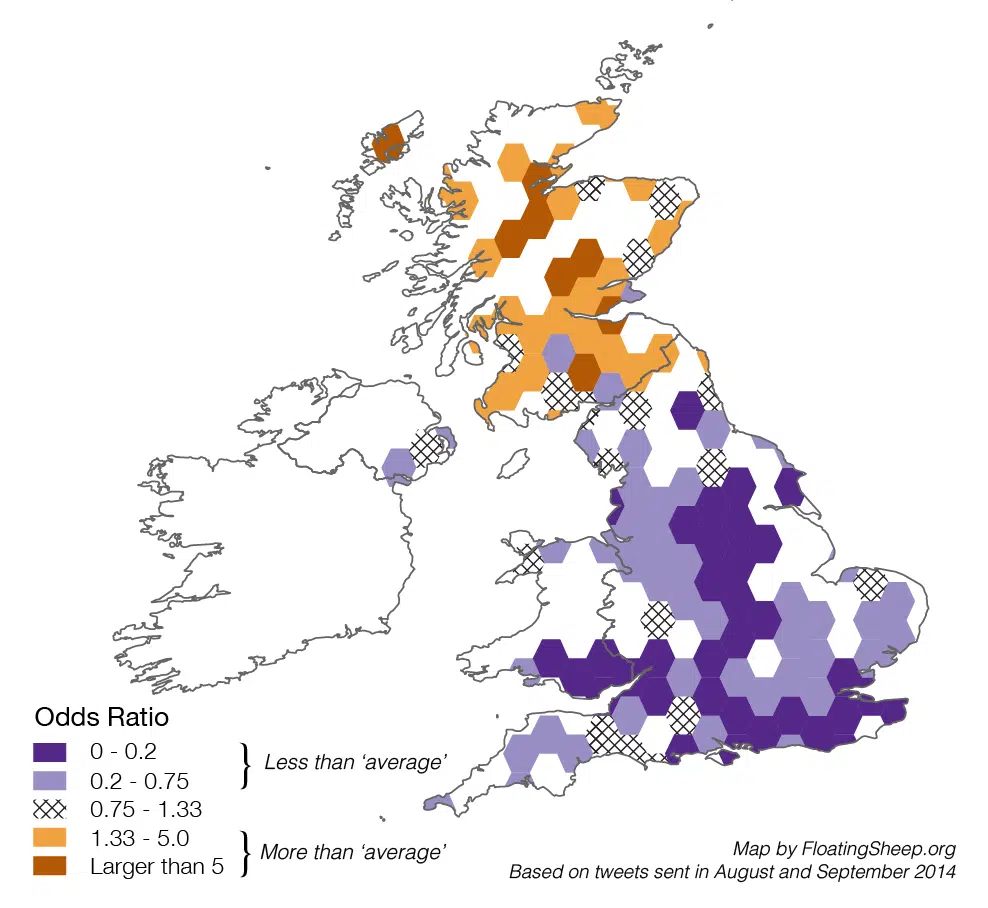 Odds Ratio
0 - 0.2
0.2 - 0.75
Less than ‘average’
0.75 - 1.33
1.33 - 5.0
Larger than 5
More than ‘average’
Map by FloatingSheep.org
Based on tweets sent in August and September 2014